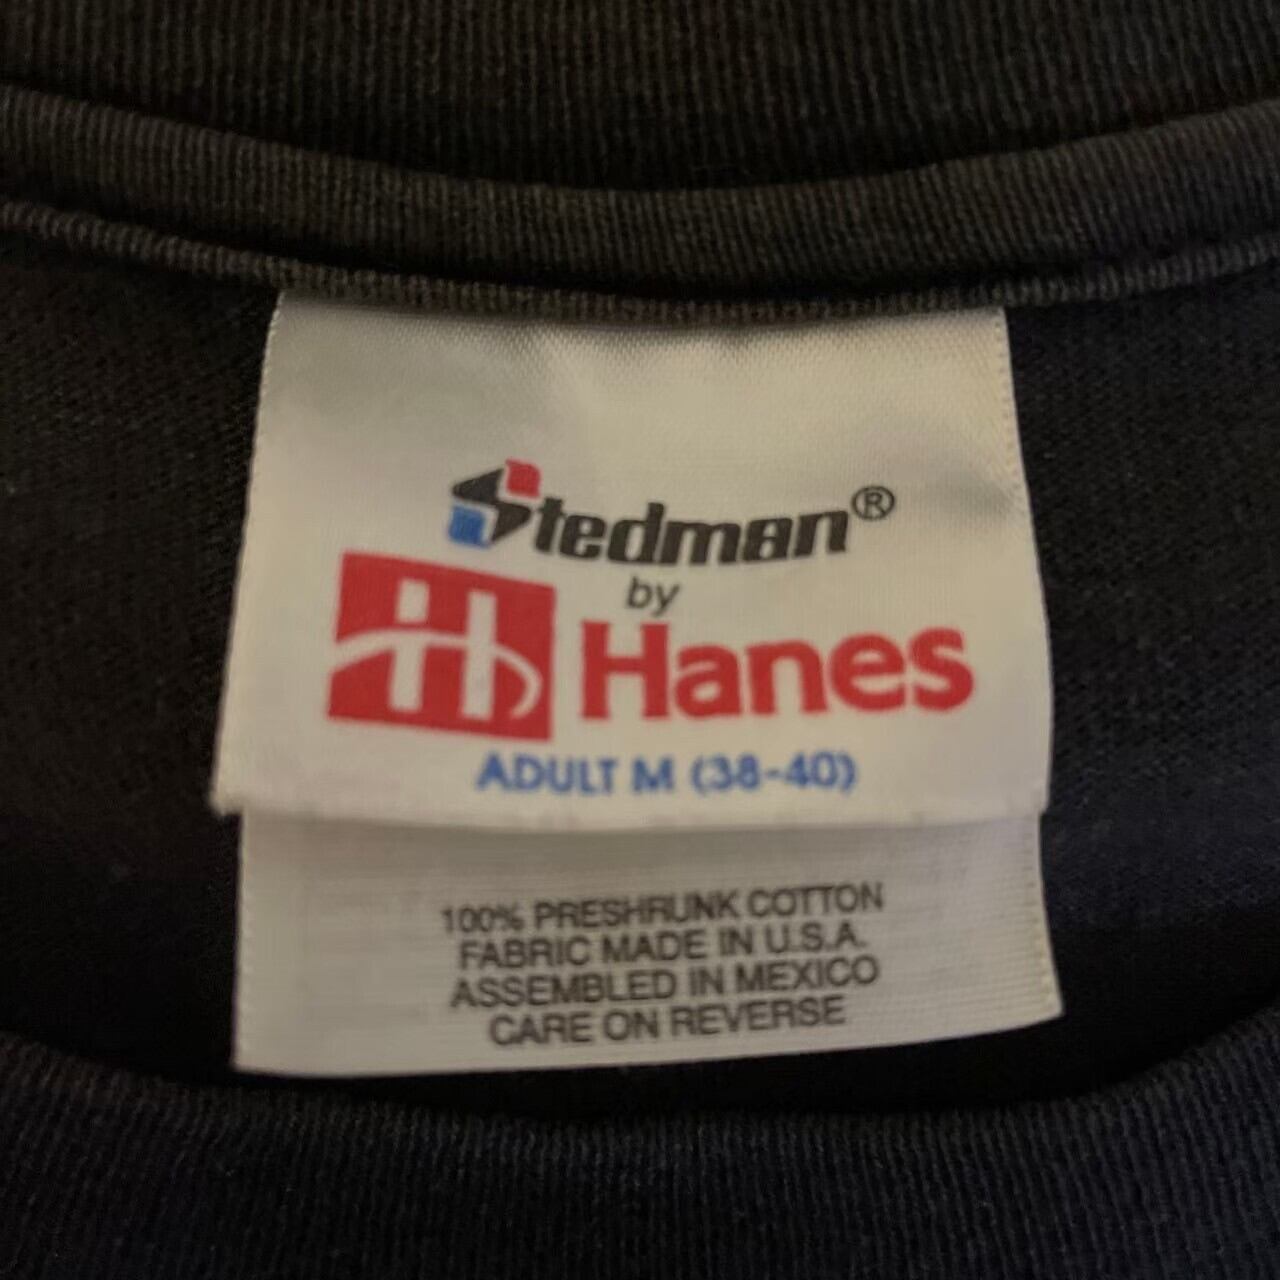 Stedman®
by
Hanes
ADULT M (38-40)
100% PRESHRUNK COTTON
FABRIC MADE IN U.S.A.
ASSEMBLED IN MEXICO
CARE ON REVERSE